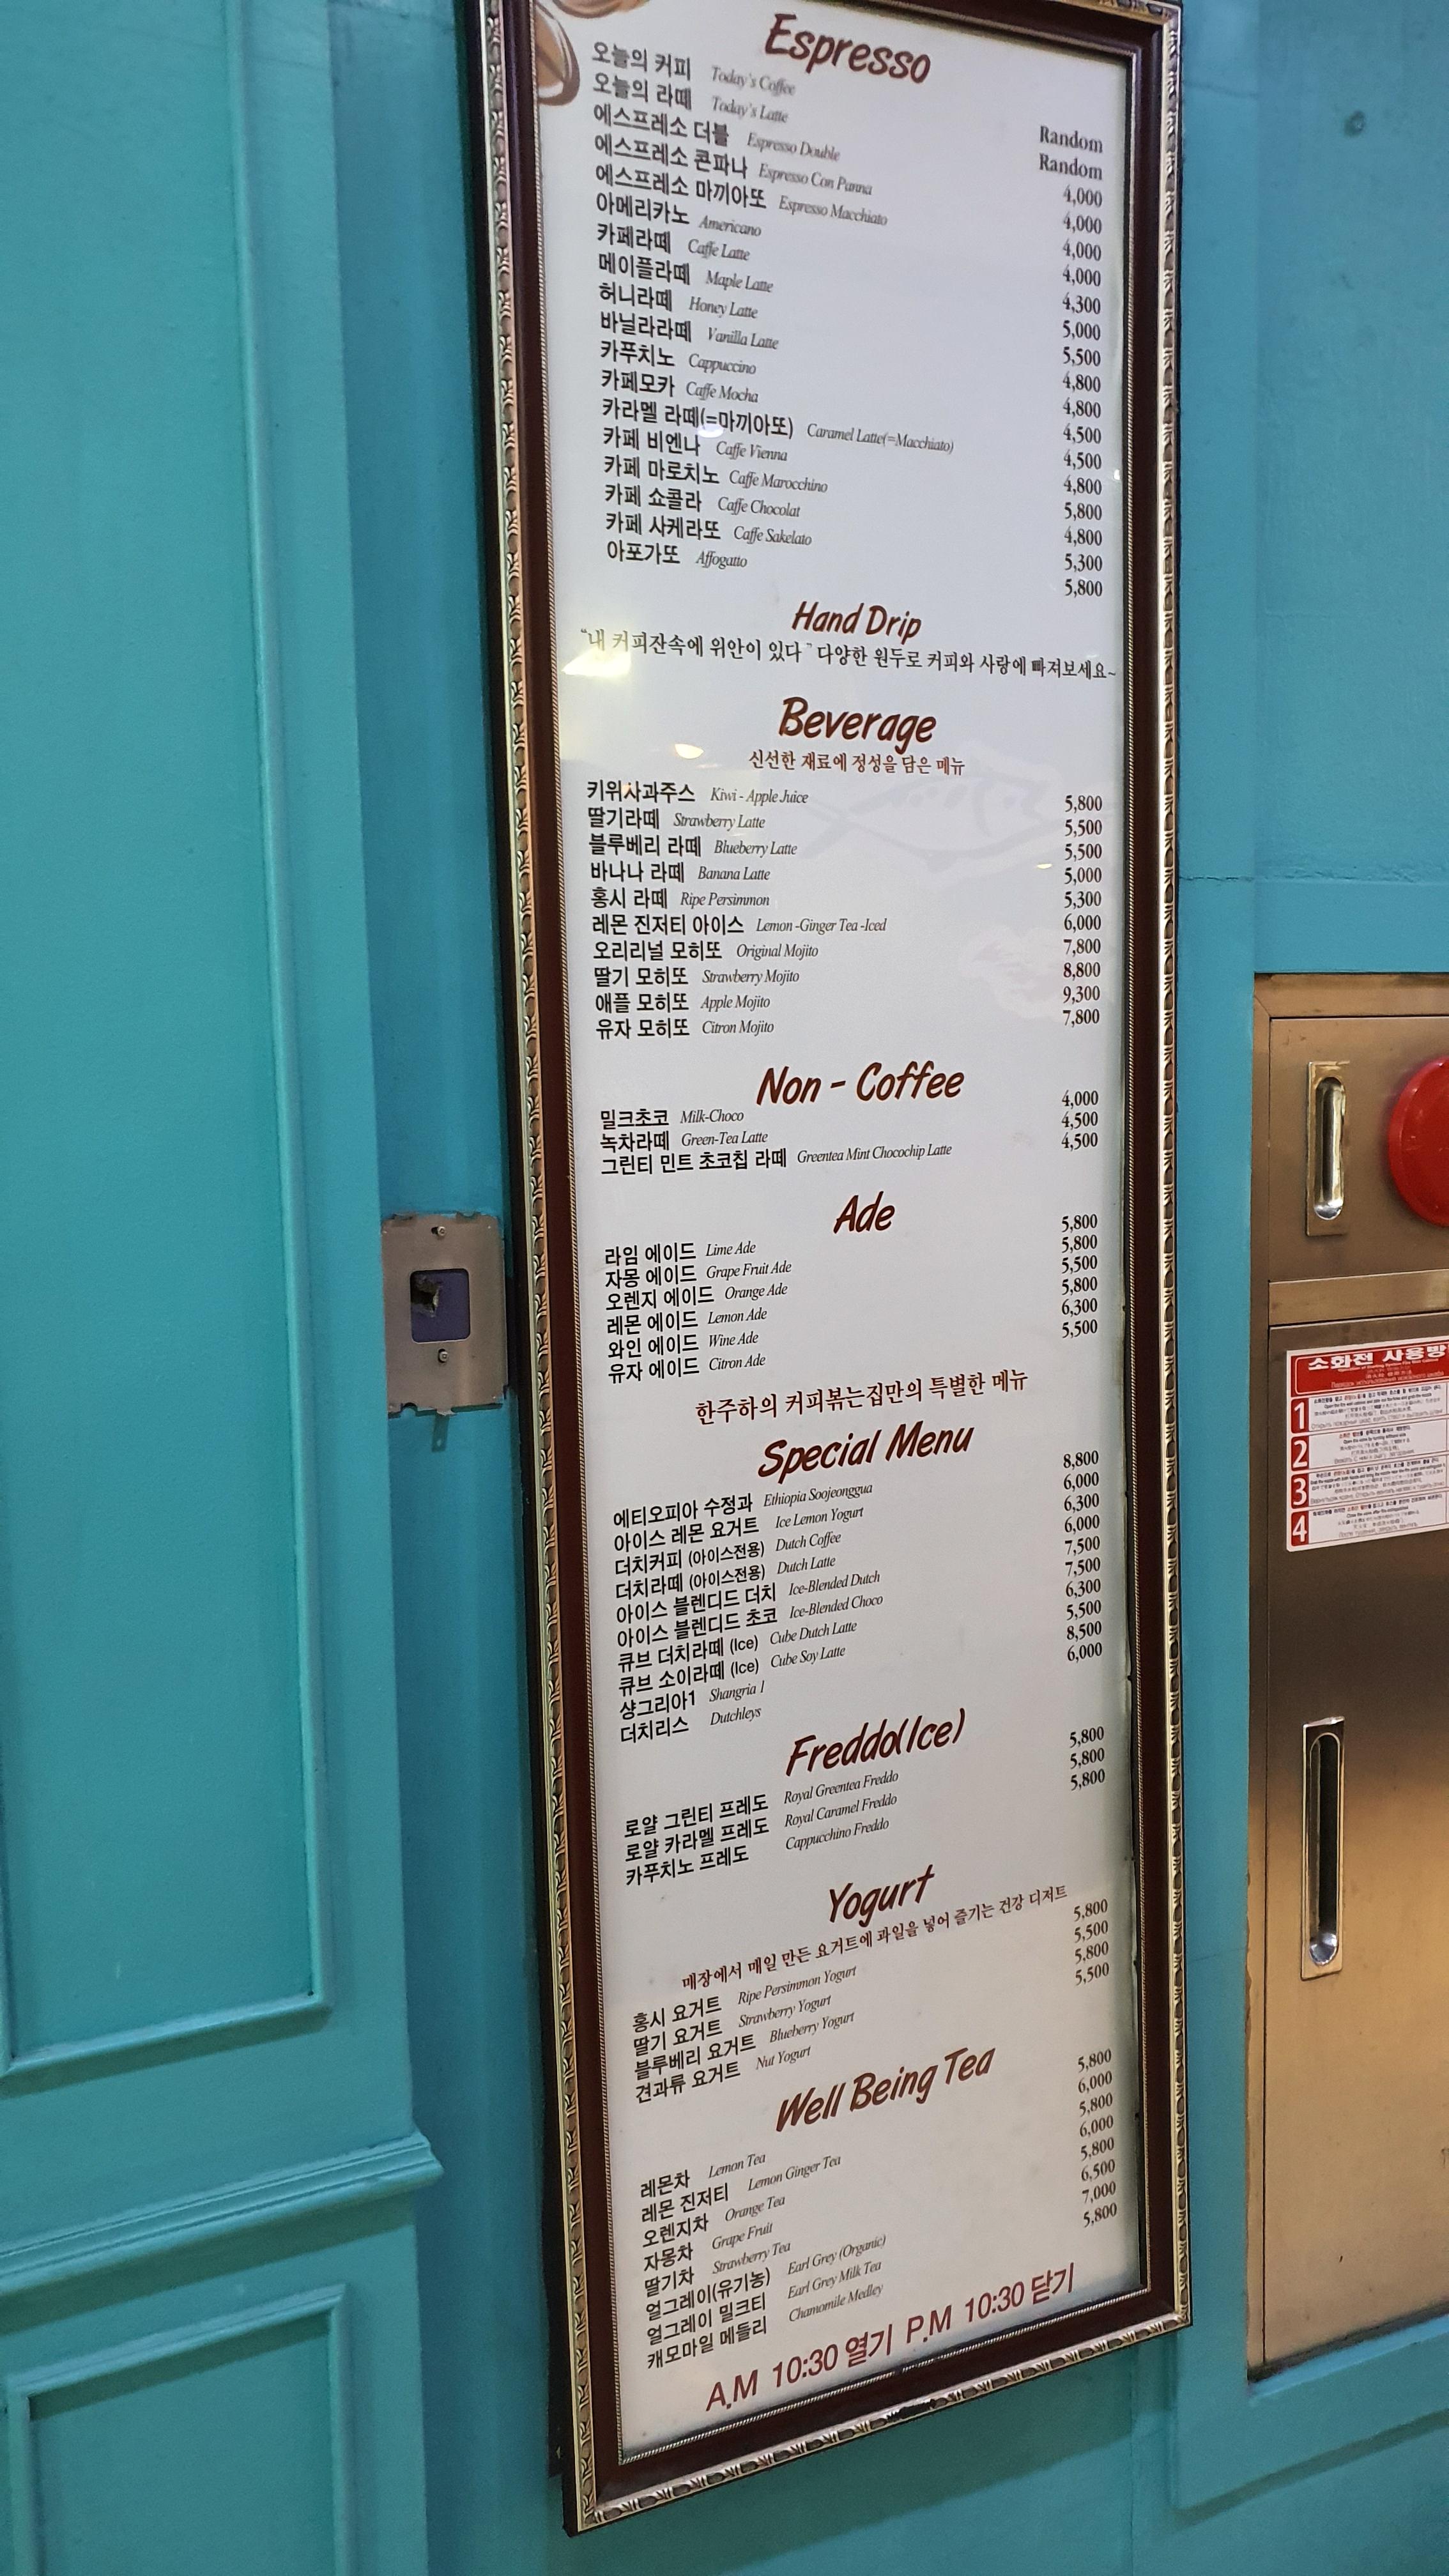 Espresso
오늘의 커피 Today's Coffee Random
오늘의 라떼 Today's Latte Random
에스프레소 더블 Espresso Double 4,000
에스프레소 콘파나 Espresso Con Panna 4,000
에스프레소 마끼아또 Espresso Macchiato 4,000
아메리카노 Americano 4,000
카페라떼 Caffe Latte 4,300
메이플라떼 Maple Latte 5,000
허니라떼 Honey Latte 5,500
바닐라라떼 Vanilla Latte 4,800
카푸치노 Cappuccino 4,800
카페모카 Caffe Mocha 4,500
카라멜 라떼(=마끼아또) Caramel Latte(=Macchiato) 4,500
카페 비엔나 Caffe Vienna 4,800
카페 마로치노 Caffe Marocchino 5,800
카페 쇼콜라 Caffe Chocolat 4,800
카페 사케라또 Caffe Sakelato 5,300
아포가또 Affogatto 5,800
Hand Drip
"내 커피잔속에 위안이 있다" 다양한 원두로 커피와 사랑에 빠져보세요~
Beverage
신선한 재료에 정성을 담은 메뉴
키위사과주스 Kiwi - Apple Juice 5,800
딸기라떼 Strawberry Latte 5,500
블루베리 라떼 Blueberry Latte 5,500
바나나 라떼 Banana Latte 5,000
홍시 라떼 Ripe Persimmon 5,300
레몬 진저티 아이스 Lemon -Ginger Tea -Iced 6,000
오리리널 모히또 Original Mojito 7,800
딸기 모히또 Strawberry Mojito 8,800
애플 모히또 Apple Mojito 9,300
유자 모히또 Citron Mojito 7,800
Non - Coffee
밀크초코 Milk-Choco 4,000
녹차라떼 Green-Tea Latte 4,500
그린티 민트 초코칩 라떼 Greentea Mint Chocochip Latte 4,500
Ade
라임 에이드 Lime Ade 5,800
자몽 에이드 Grape Fruit Ade 5,800
오렌지 에이드 Orange Ade 5,500
레몬 에이드 Lemon Ade 5,800
와인 에이드 Wine Ade 6,300
유자 에이드 Citron Ade 5,500
한주하의 커피볶는집만의 특별한 메뉴
Special Menu
에티오피아 수정과 Ethiopia Soojeonggua 8,800
아이스 레몬 요거트 Ice Lemon Yogurt 6,000
더치커피 (아이스전용) Dutch Coffee 6,300
더치라떼 (아이스전용) Dutch Latte 6,000
아이스 블렌디드 더치 Ice-Blended Dutch 7,500
아이스 블렌디드 초코 Ice-Blended Choco 7,500
큐브 더치라떼 (Ice) Cube Dutch Latte 6,300
큐브 소이라떼 (Ice) Cube Soy Latte 5,500
샹그리아1 Shangria 1 8,500
더치리스 Dutchleys 6,000
Freddo(Ice)
로얄 그린티 프레도 Royal Greentea Freddo 5,800
로얄 카라멜 프레도 Royal Caramel Freddo 5,800
카푸치노 프레도 Cappucchino Freddo 5,800
Yogurt
매장에서 매일 만든 요거트에 과일을 넣어 즐기는 건강 디저트
홍시 요거트 Ripe Persimmon Yogurt 5,800
딸기 요거트 Strawberry Yogurt 5,500
블루베리 요거트 Blueberry Yogurt 5,800
견과류 요거트 Nut Yogurt 5,500
Well Being Tea
레몬차 Lemon Tea 5,800
레몬 진저티 Lemon Ginger Tea 6,000
오렌지차 Orange Tea 5,800
자몽차 Grape Fruit 6,000
딸기차 Strawberry Tea 5,800
얼그레이(유기농) Earl Grey (Organic) 6,500
얼그레이 밀크티 Earl Grey Milk Tea 7,000
캐모마일 메들리 Chamomile Medley 5,800
A.M 10:30 열기 P.M 10:30 닫기
소화전 사용방
1
2
3
4